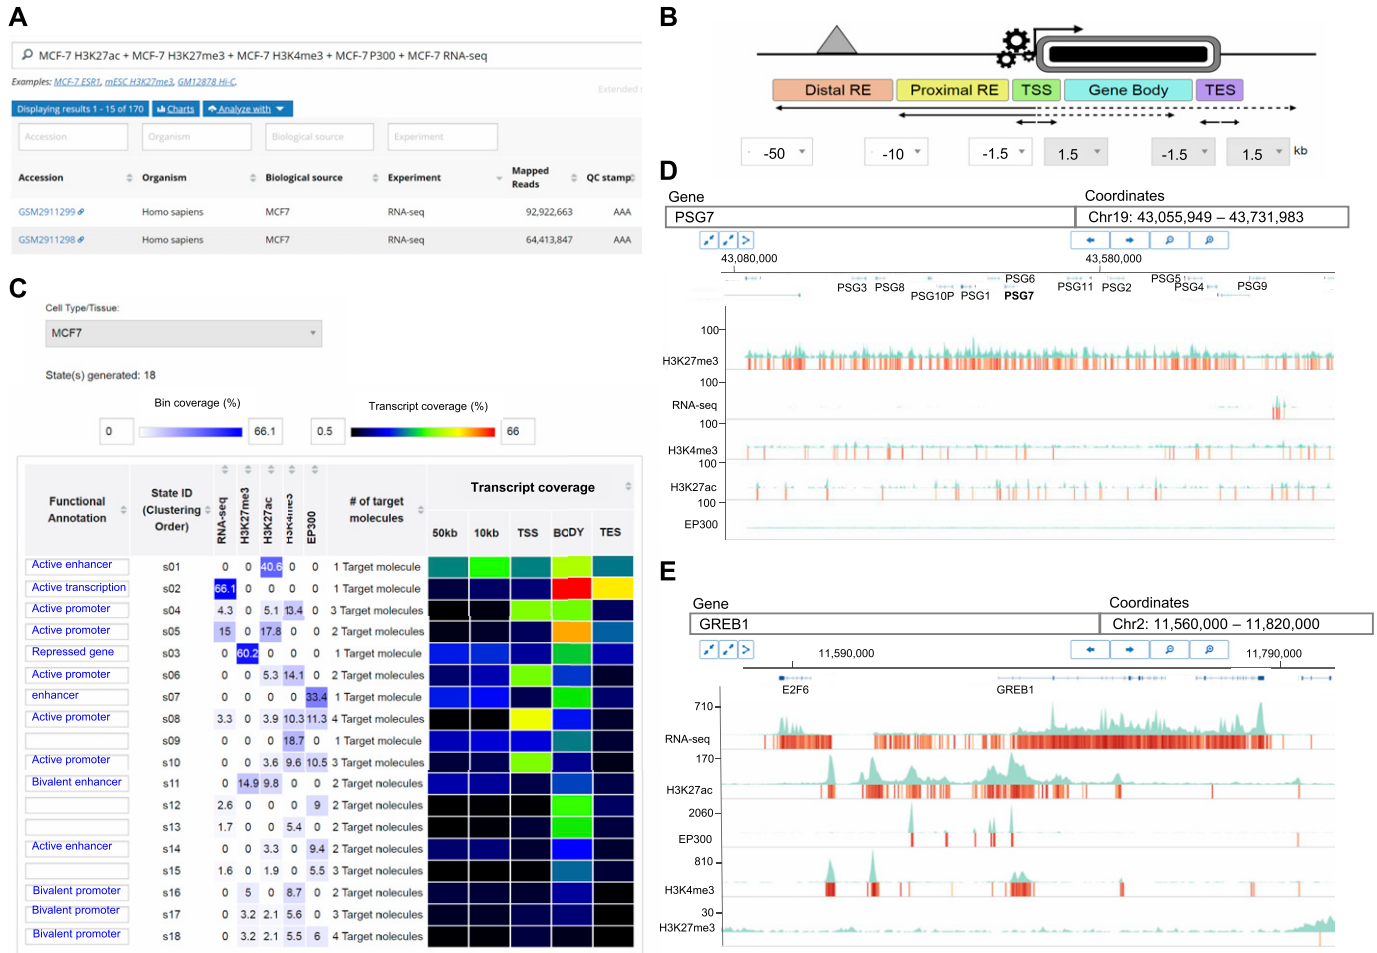 A
MCF-7 H3K27ac + MCF-7 H3K27me3 + MCF-7 H3K4me3 + MCF-7 P300 + MCF-7 RNA-seq
Examples: MCF-7 ESR1, mESC H3K27me3, GM12878 Hi-C.
Extended
Displaying results 1 - 15 of 170 Charts Analyze with
Accession Organism Biological source Experiment
Accession Organism Biological source Experiment Mapped Reads QC stamp
GSM2911299 Homo sapiens MCF7 RNA-seq 92,922,663 AAA
GSM2911298 Homo sapiens MCF7 RNA-seq 64,413,847 AAA
B
Distal RE Proximal RE TSS Gene Body TES
-50 -10 -1.5 1.5 -1.5 1.5 kb
C
Cell Type/Tissue:
MCF7
State(s) generated: 18
Bin coverage (%) Transcript coverage (%)
0 66.1 0.5 66
Functional Annotation State ID (Clustering Order) RNA-seq H3K27me3 H3K27ac H3K4me3 EP300 # of target molecules Transcript coverage
50kb 10kb TSS BODY TES
Active enhancer s01 0 0 40.6 0 0 1 Target molecule
Active transcription s02 66.1 0 0 0 0 1 Target molecule
Active promoter s04 4.3 0 5.1 13.4 0 3 Target molecules
Active promoter s05 15 0 17.8 0 0 2 Target molecules
Repressed gene s03 0 60.2 0 0 0 1 Target molecule
Active promoter s06 0 0 5.3 14.1 0 2 Target molecules
enhancer s07 0 0 0 0 33.4 1 Target molecule
Active promoter s08 3.3 0 3.9 10.3 11.3 4 Target molecules
s09 0 0 0 18.7 0 1 Target molecule
Active promoter s10 0 0 3.6 9.6 10.5 3 Target molecules
Bivalent enhancer s11 0 14.9 9.8 0 0 2 Target nolecules
s12 2.6 0 0 0 9 2 Target nolecules
s13 1.7 0 0 5.4 0 2 Target nolecules
Active enhancer s14 0 0 3.3 0 9.4 2 Target nolecules
s15 1.6 0 1.9 0 5.5 3 Target nolecules
Bivalent promoter s16 0 5 0 8.7 0 2 Target nolecules
Bivalent promoter s17 0 3.2 2.1 5.6 0 3 Target nolecules
Bivalent promoter s18 0 3.2 2.1 5.5 6 4 Target nolecules
D
Gene Coordinates
PSG7 Chr19: 43,055,949 – 43,731,983
43,080,000 43,580,000
PSG6 PSG5
PSG3 PSG8 PSG11 PSG2 PSG4 PSG9
PSG10P PSG1 PSG7
100
H3K27me3
100
RNA-seq
100
H3K4me3
100
H3K27ac
100
EP300
E
Gene Coordinates
GREB1 Chr2: 11,560,000 – 11,820,000
11,590,000 11,790,000
E2F6 GREB1
710
RNA-seq
170
H3K27ac
2060
EP300
810
H3K4me3
30
H3K27me3